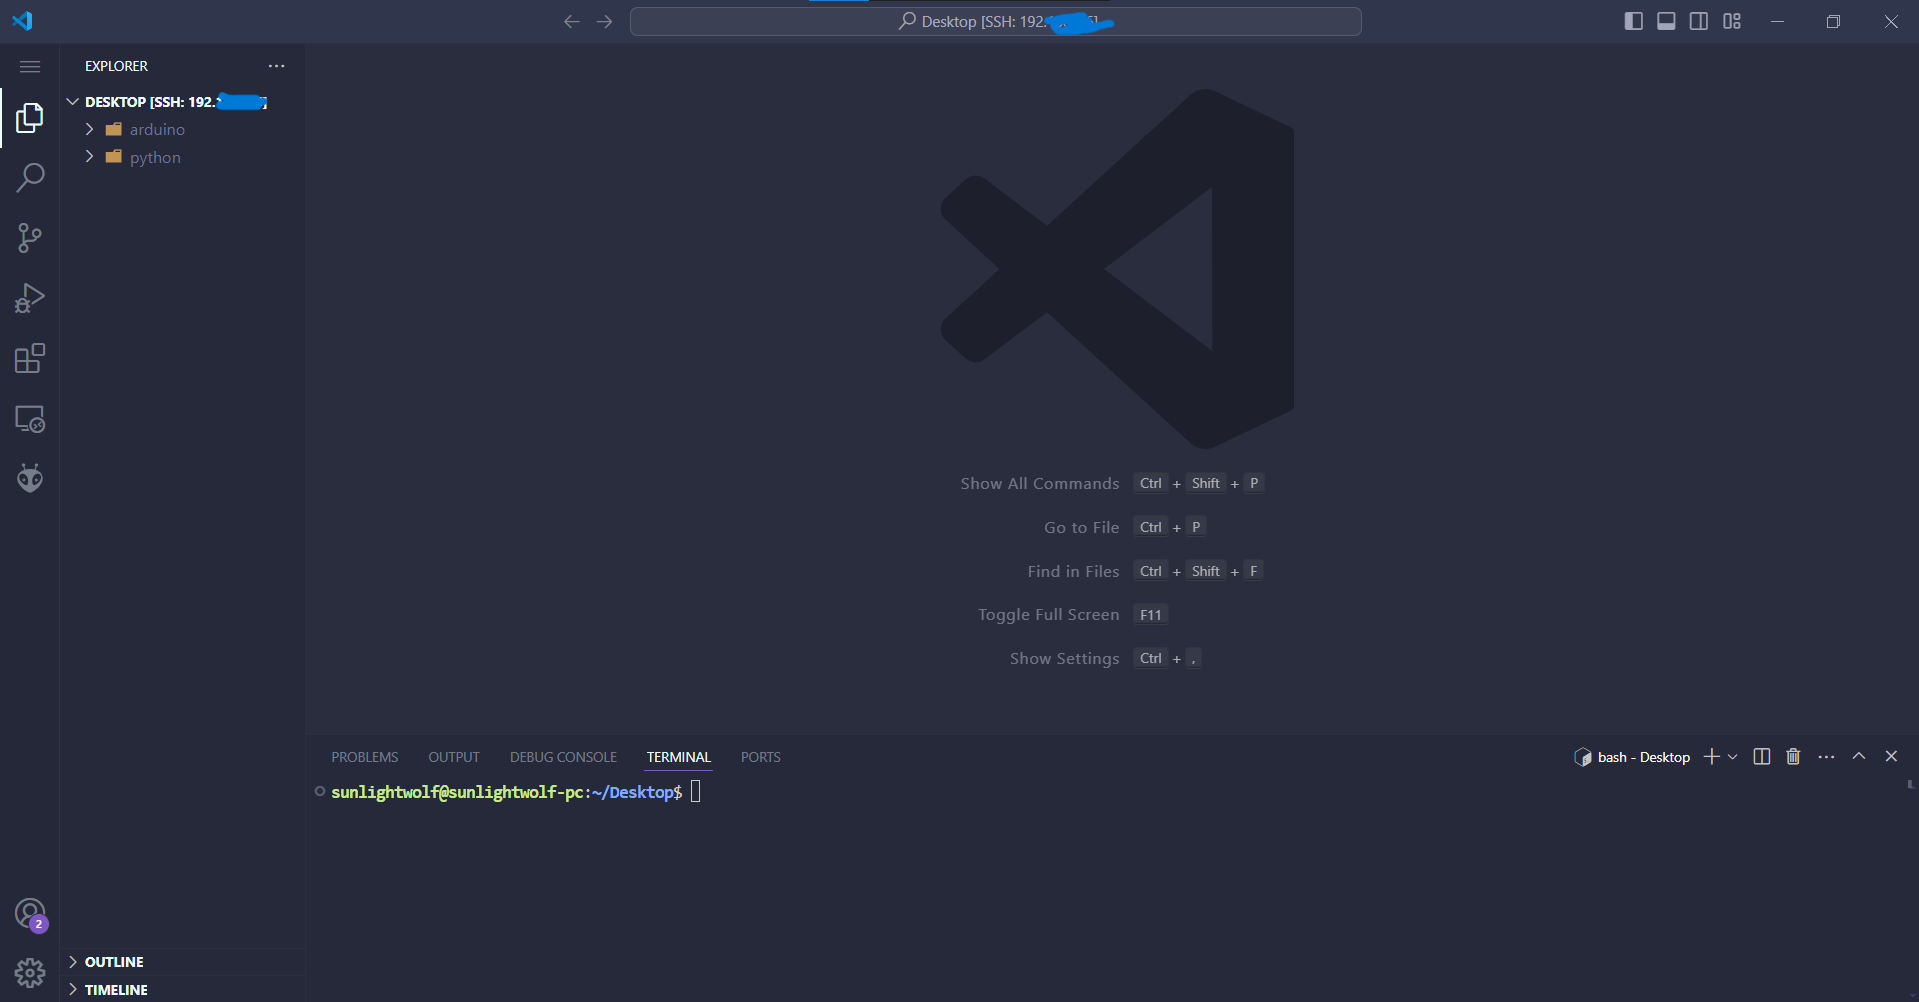 Desktop [SSH: 192.
EXPLORER
DESKTOP [SSH: 192.
arduino
python
Show All Commands Ctrl + Shift + P
Go to File Ctrl + P
Find in Files Ctrl + Shift + F
Toggle Full Screen F11
Show Settings Ctrl + ,
PROBLEMS OUTPUT DEBUG CONSOLE TERMINAL PORTS bash - Desktop
sunlightwolf@sunlightwolf-pc:~/Desktop$
2
OUTLINE
TIMELINE